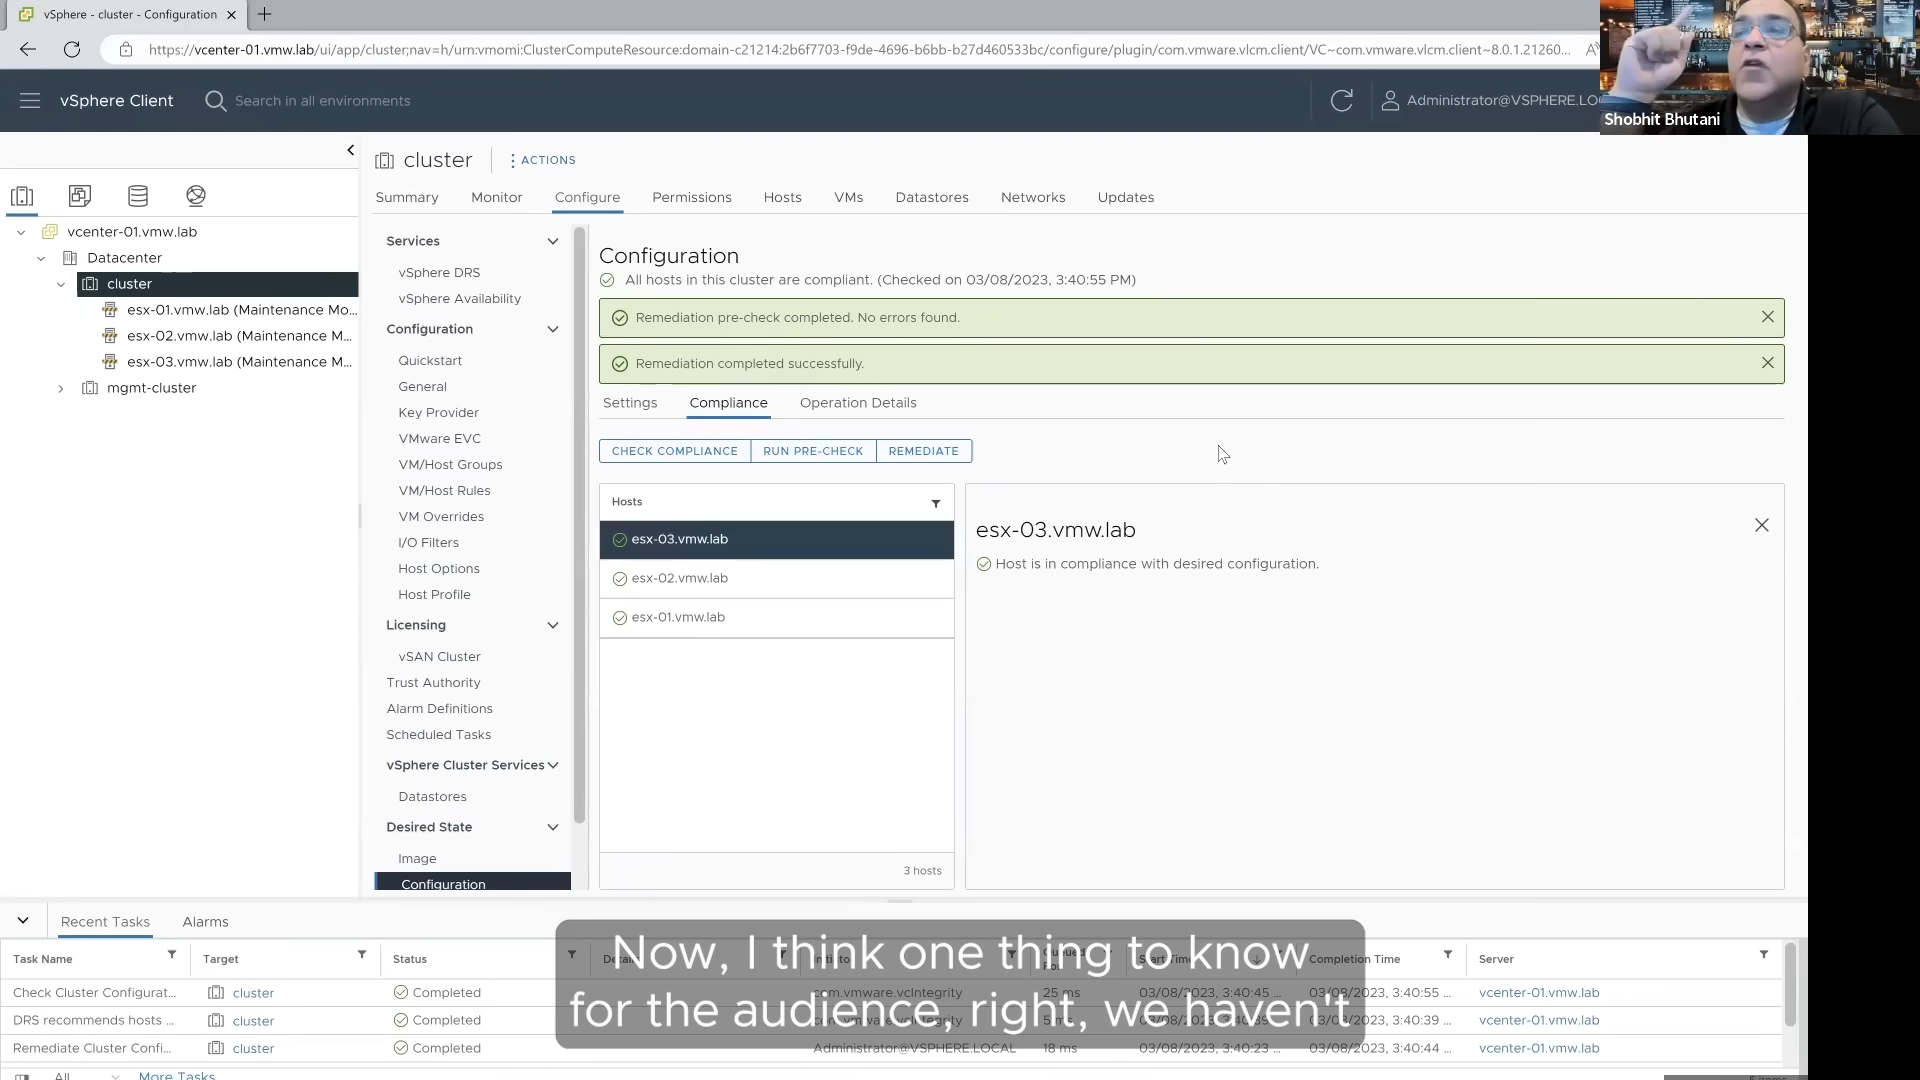 vSphere - cluster - Configuration
https://vcenter-01.vmw.lab/ui/app/cluster;nav=h/urn:vmomi:ClusterComputeResource:domain-c21214:2b6f7703-f9de-4696-b6bb-b27d460533bc/configure/plugin/com.vmware.vlcm.client/VC~com.vmware.vlcm.client~8.0.1.21260...
vSphere Client
Search in all environments
Administrator@VSPHERE.LO
Shobhit Bhutani
cluster
ACTIONS
Summary Monitor Configure Permissions Hosts VMs Datastores Networks Updates
vcenter-01.vmw.lab
Datacenter
cluster
esx-01.vmw.lab (Maintenance Mo...
esx-02.vmw.lab (Maintenance M...
esx-03.vmw.lab (Maintenance M...
mgmt-cluster
Services
vSphere DRS
vSphere Availability
Configuration
Quickstart
General
Key Provider
VMware EVC
VM/Host Groups
VM/Host Rules
VM Overrides
I/O Filters
Host Options
Host Profile
Licensing
vSAN Cluster
Trust Authority
Alarm Definitions
Scheduled Tasks
vSphere Cluster Services
Datastores
Desired State
Image
Configuration
Configuration
All hosts in this cluster are compliant. (Checked on 03/08/2023, 3:40:55 PM)
Remediation pre-check completed. No errors found.
Remediation completed successfully.
Settings Compliance Operation Details
CHECK COMPLIANCE RUN PRE-CHECK REMEDIATE
Hosts
esx-03.vmw.lab
esx-02.vmw.lab
esx-01.vmw.lab
3 hosts
esx-03.vmw.lab
Host is in compliance with desired configuration.
Recent Tasks Alarms
Task Name Target Status Completion Time Server
Check Cluster Configurat... cluster Completed com.vmware.vcIntegrity 25 ms 03/08/2023, 3:40:45 ... 03/08/2023, 3:40:55 ... vcenter-01.vmw.lab
DRS recommends hosts ... cluster Completed 03/08/2023, 3:40:39 ... vcenter-01.vmw.lab
Remediate Cluster Confi... cluster Completed Administrator@VSPHERE.LOCAL 18 ms 03/08/2023, 3:40:23 ... 03/08/2023, 3:40:44 ... vcenter-01.vmw.lab
All More Tasks
Now, I think one thing to know
for the audience, right, we haven't